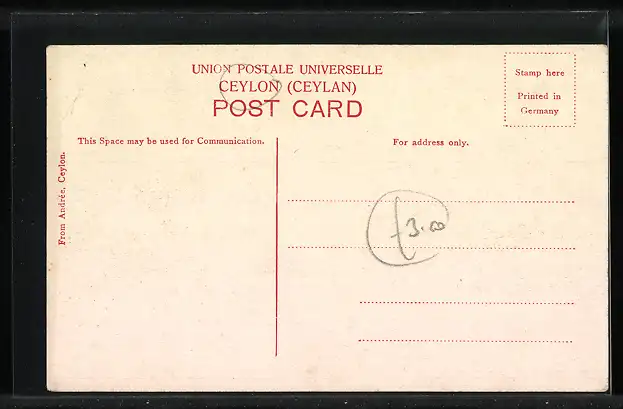 UNION POSTALE UNIVERSELLE
CEYLON (CEYLAN)
POST CARD
Stamp here
Printed in
Germany
This Space may be used for Communication.
For address only.
From Andrée, Ceylon.
£3.00